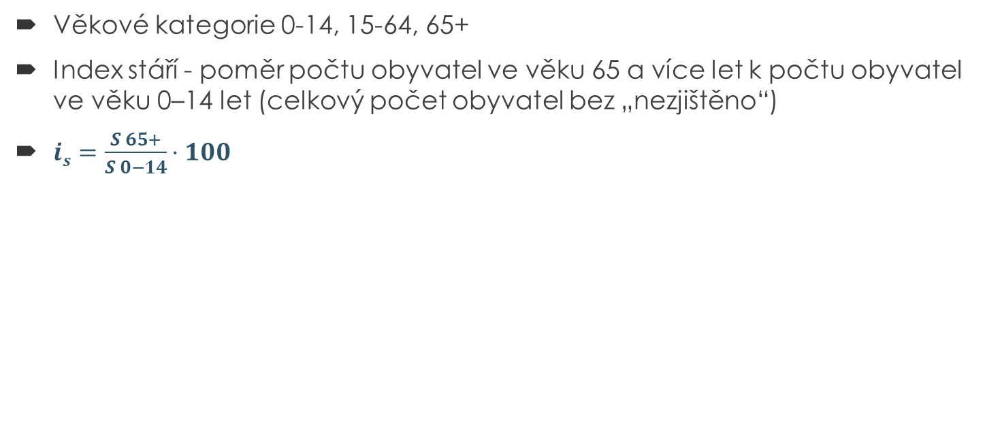 Věkové kategorie 0-14, 15-64, 65+
Index stáří - poměr počtu obyvatel ve věku 65 a více let k počtu obyvatel
ve věku 0–14 let (celkový počet obyvatel bez „nezjištěno“)
i_s = \frac{S 65+}{S 0−14} · 100